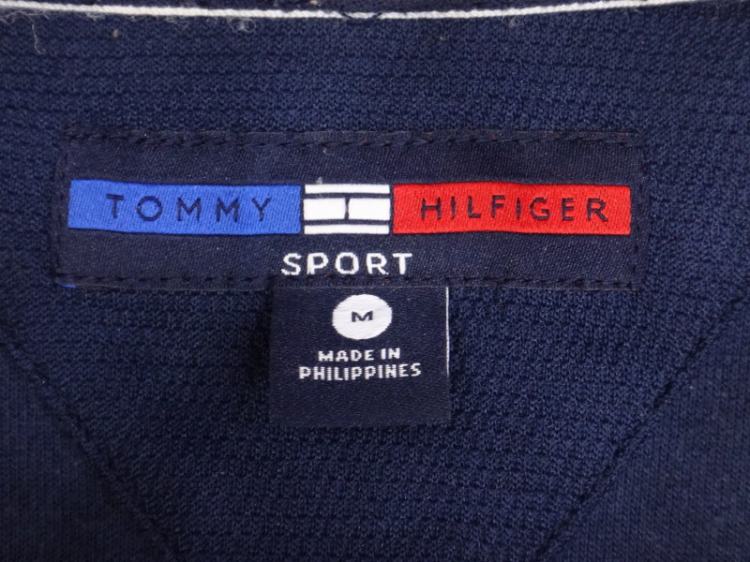 TOMMY HILFIGER
SPORT
M
MADE IN
PHILIPPINES